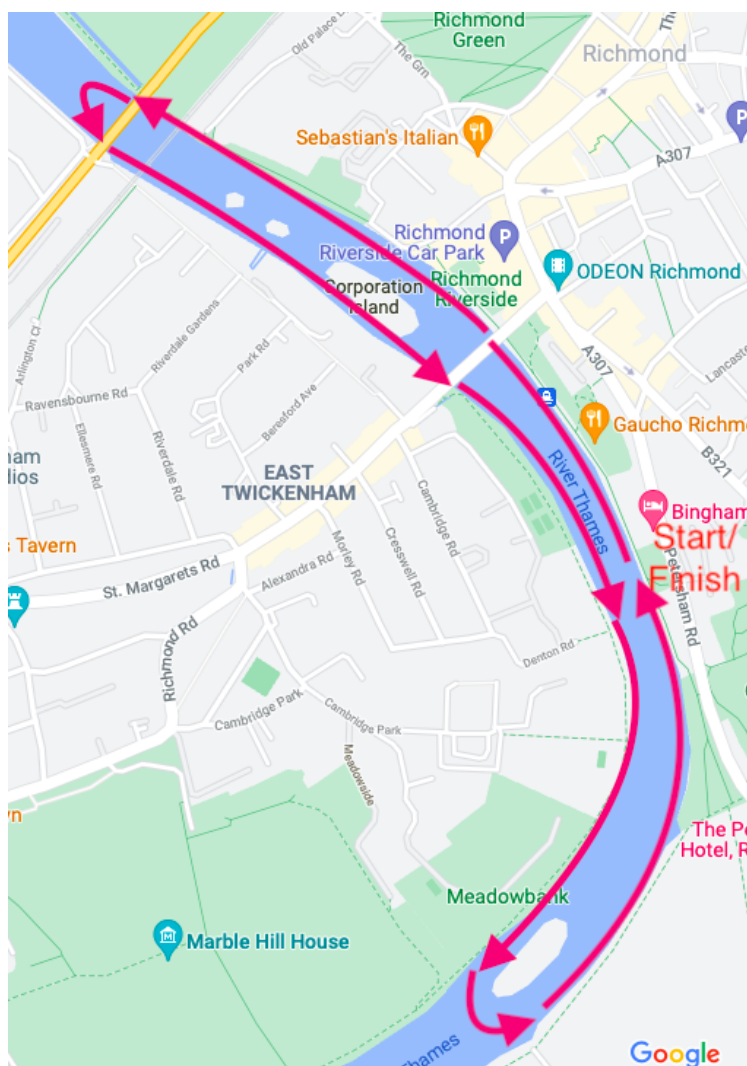 Richmond
Green
Old Palace L
The Grn
Richmond
Sebastian's Italian
P
A307
Richmond
Riverside Car Park
P
Richmond
Riverside
ODEON Richmond
Corporation
Island
A307
Lancaste
Arlington Cl
Riverdale Gardens
Park Rd
Ravensbourne Rd
Ellesmere Rd
Riverdale Rd
Beresford Ave
Gaucho Richmo
B321
ham
lios
EAST
TWICKENHAM
River Thames
Cambridge Rd
Bingham
s Tavern
Start/
Finish
St. Margarets Rd
Alexandra Rd
Morley Rd
Cresswell Rd
Petersham Rd
Richmond Rd
Denton Rd
Cambridge Park
Cambridge Park
Meadowside
wn
The Pe
Hotel, R
Meadowbank
Marble Hill House
Thames
Google